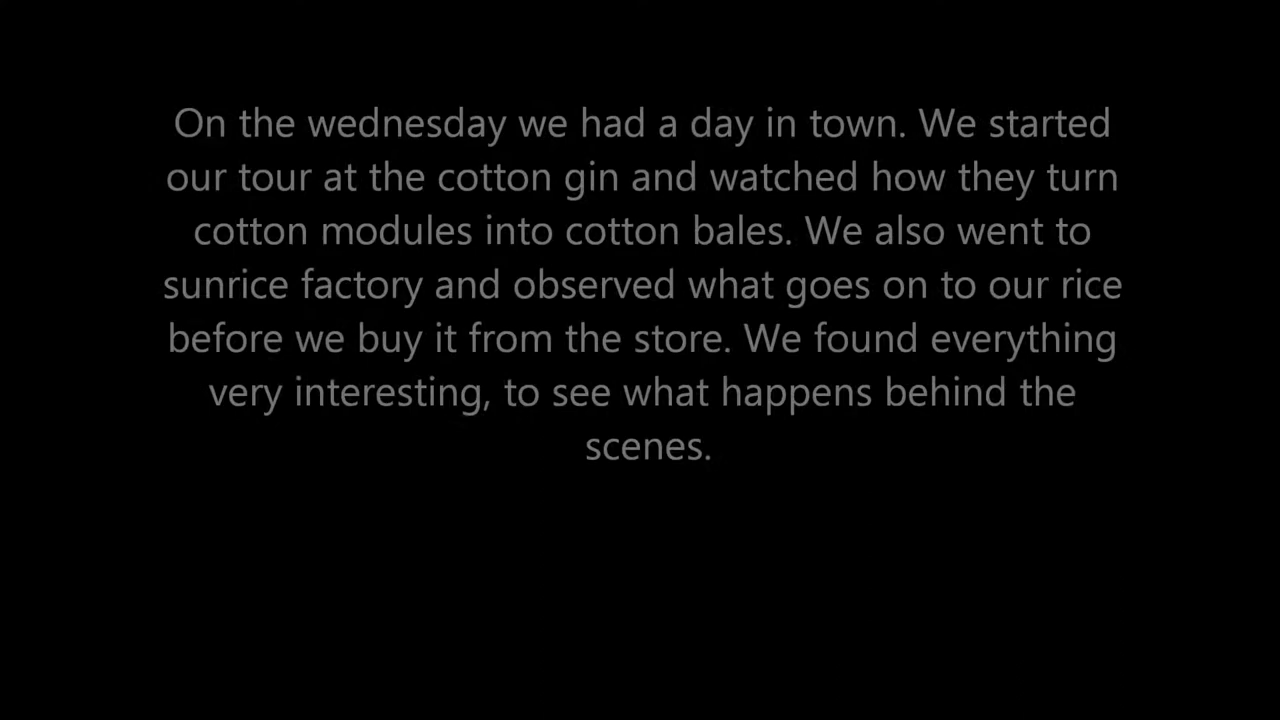 On the wednesday we had a day in town. We started
our tour at the cotton gin and watched how they turn
cotton modules into cotton bales. We also went to
sunrice factory and observed what goes on to our rice
before we buy it from the store. We found everything
very interesting, to see what happens behind the
scenes.